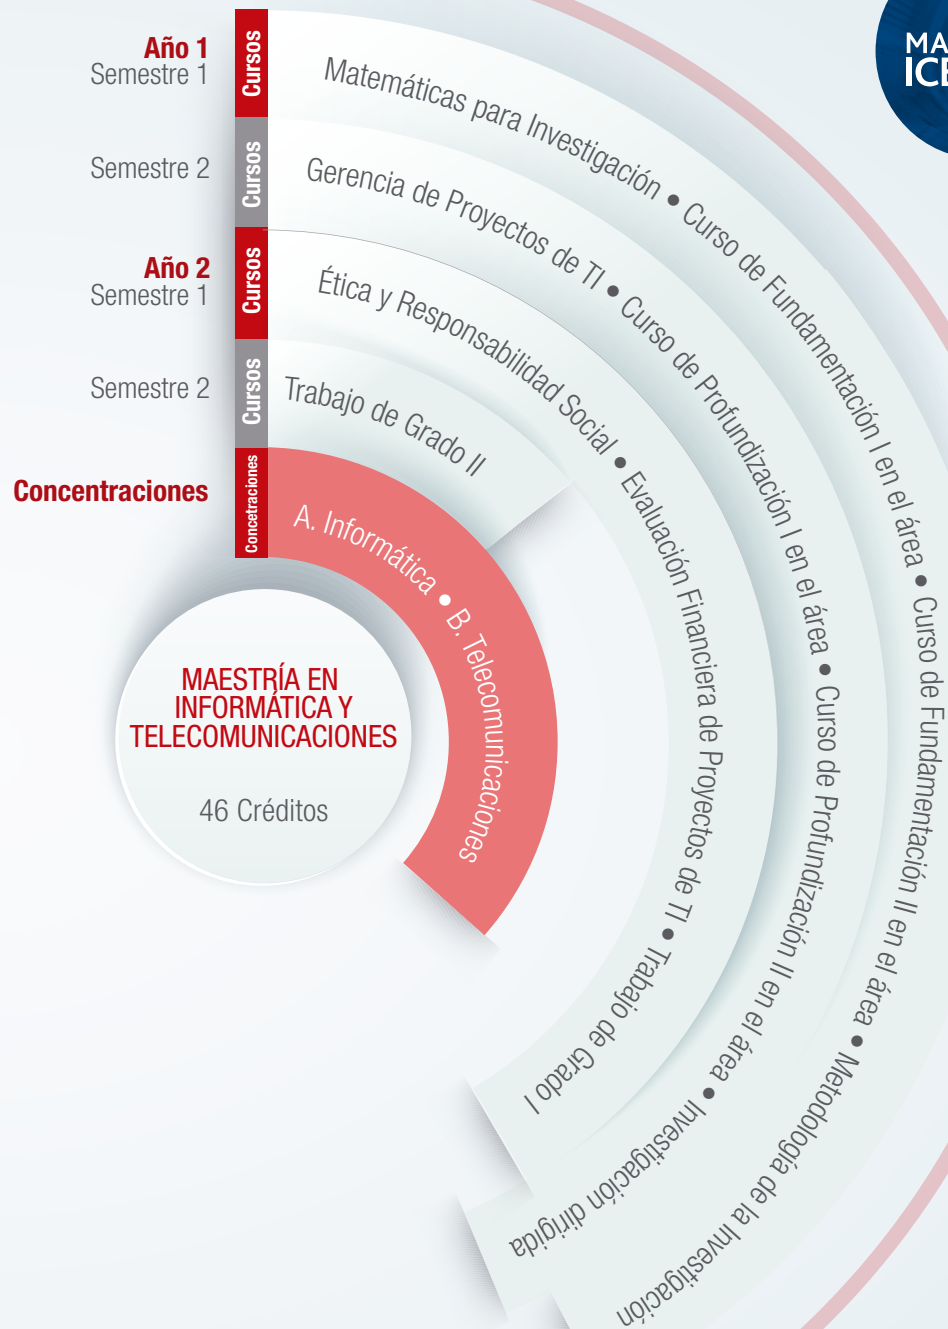 Año 1
Semestre 1
Cursos
Matemáticas para Investigación • Curso de Fundamentación I en el área • Curso de Fundamentación II en el área • Metodología de la Investigación
Semestre 2
Cursos
Gerencia de Proyectos de TI • Curso de Profundización I en el área • Curso de Profundización II en el área • Investigación dirigida
Año 2
Semestre 1
Cursos
Ética y Responsabilidad Social • Evaluación Financiera de Proyectos de TI • Trabajo de Grado I
Semestre 2
Cursos
Trabajo de Grado II
Concentraciones
Concetraciones
A. Informática • B. Telecomunicaciones
MAESTRÍA EN
INFORMÁTICA Y
TELECOMUNICACIONES
46 Créditos